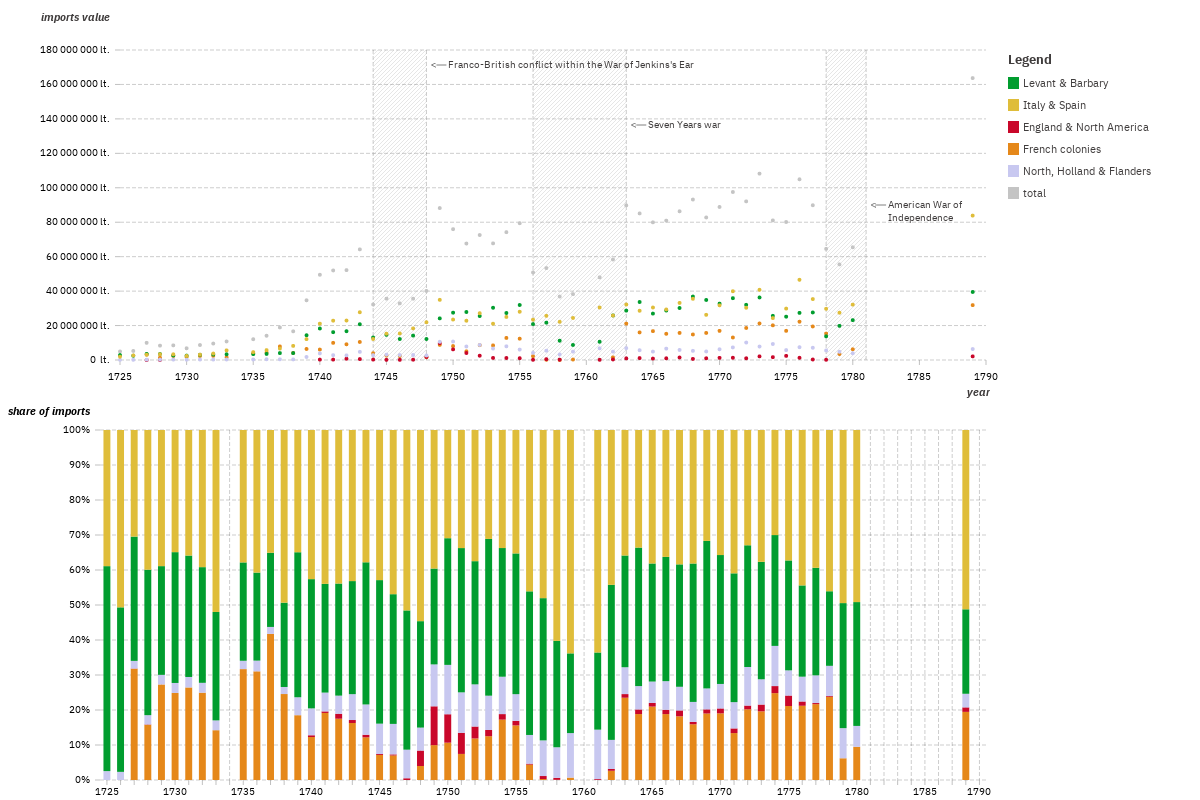 imports value
180 000 000 lt.
160 000 000 lt.
140 000 000 lt.
120 000 000 lt.
100 000 000 lt.
80 000 000 lt.
60 000 000 lt.
40 000 000 lt.
20 000 000 lt.
0 lt.
<— Franco-British conflict within the War of Jenkins's Ear
<— Seven Years war
<— American War of
Independence
1725 1730 1735 1740 1745 1750 1755 1760 1765 1770 1775 1780 1785 1790
year
Legend
Levant & Barbary
Italy & Spain
England & North America
French colonies
North, Holland & Flanders
total
share of imports
100%
90%
80%
70%
60%
50%
40%
30%
20%
10%
0%
1725 1730 1735 1740 1745 1750 1755 1760 1765 1770 1775 1780 1785 1790